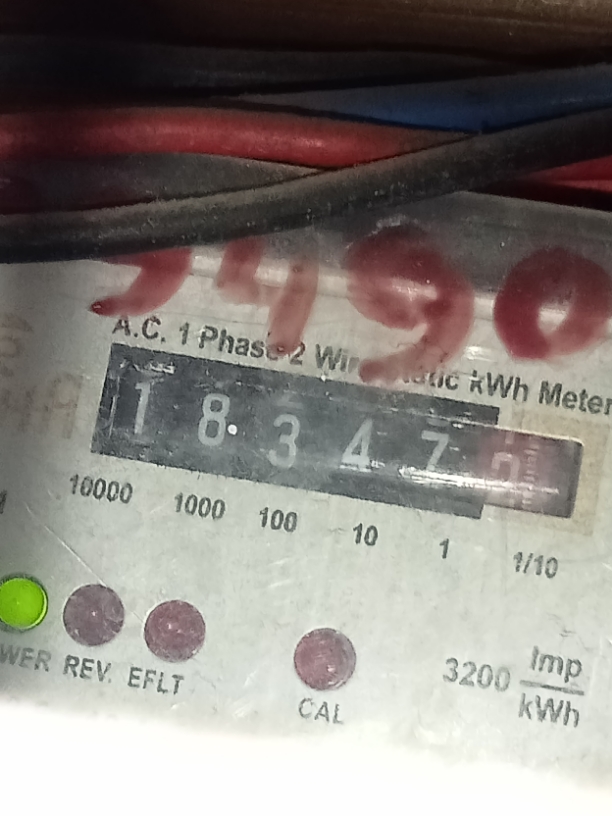 5490
A.C. 1 Phase 2 Wire Static kWh Meter
1 8 3 4 7
10000 1000 100 10 1 1/10
REV. EFLT
CAL
3200 Imp/kWh